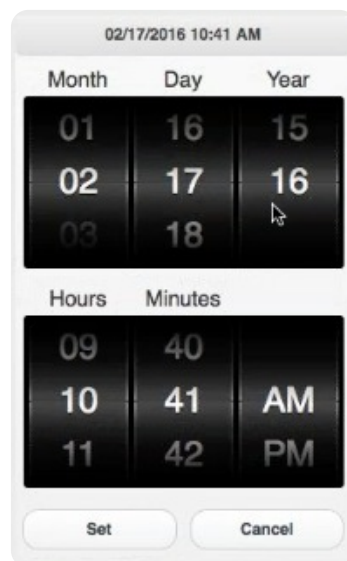 02/17/2016 10:41 AM
Month Day Year
01 16 15
02 17 16
03 18
Hours Minutes
09 40
10 41 AM
11 42 PM
Set Cancel